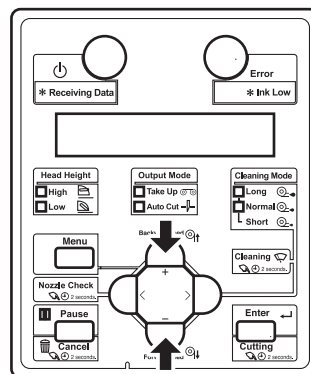 Error
* Receiving Data
* Ink Low
Head Height
High
Low
Output Mode
Take Up
Auto Cut
Cleaning Mode
Long
Normal
Short
Menu
+
< >
−
Cleaning
2 seconds.
Nozzle Check
2 seconds.
Pause
Cancel
2 seconds.
Enter
Cutting
2 seconds.